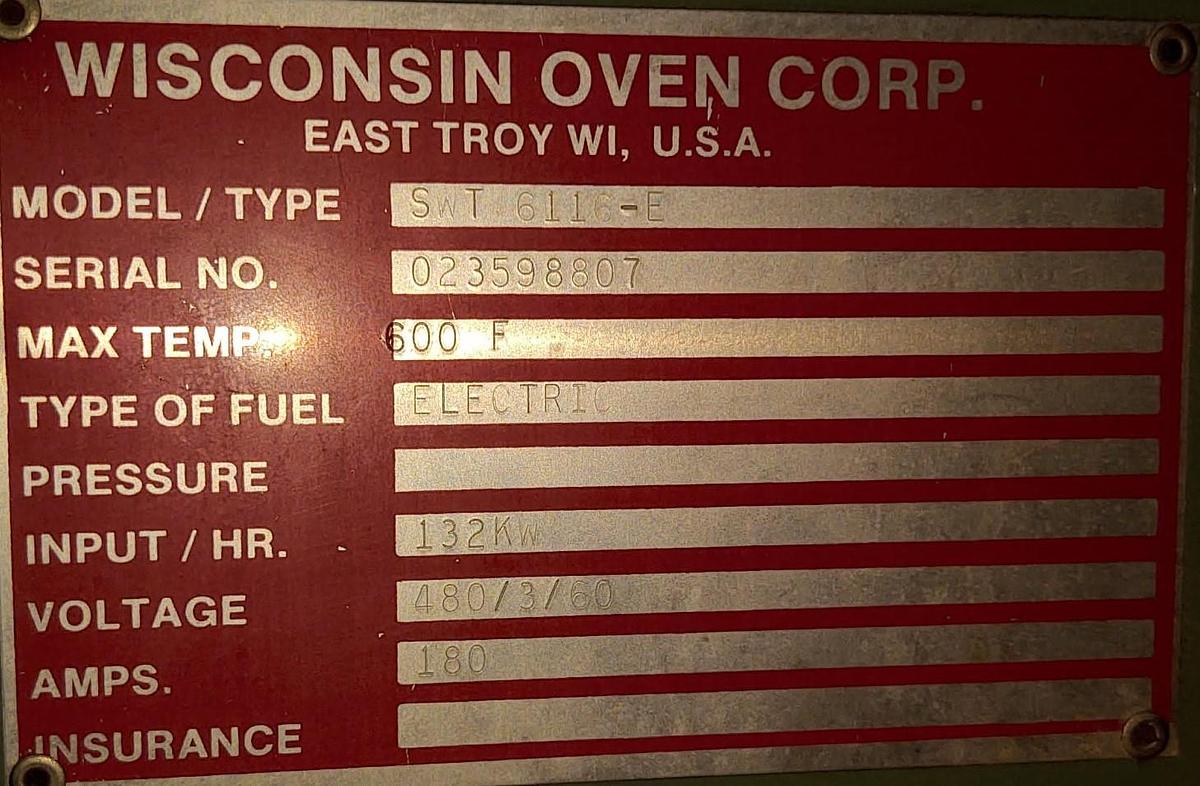 WISCONSIN OVEN CORP.
EAST TROY WI, U.S.A.
MODEL / TYPE SWT 6116-E
SERIAL NO. 023598807
MAX TEMP. 600 F
TYPE OF FUEL ELECTRIC
PRESSURE
INPUT / HR. 132KW
VOLTAGE 480/3/60
AMPS. 180
INSURANCE